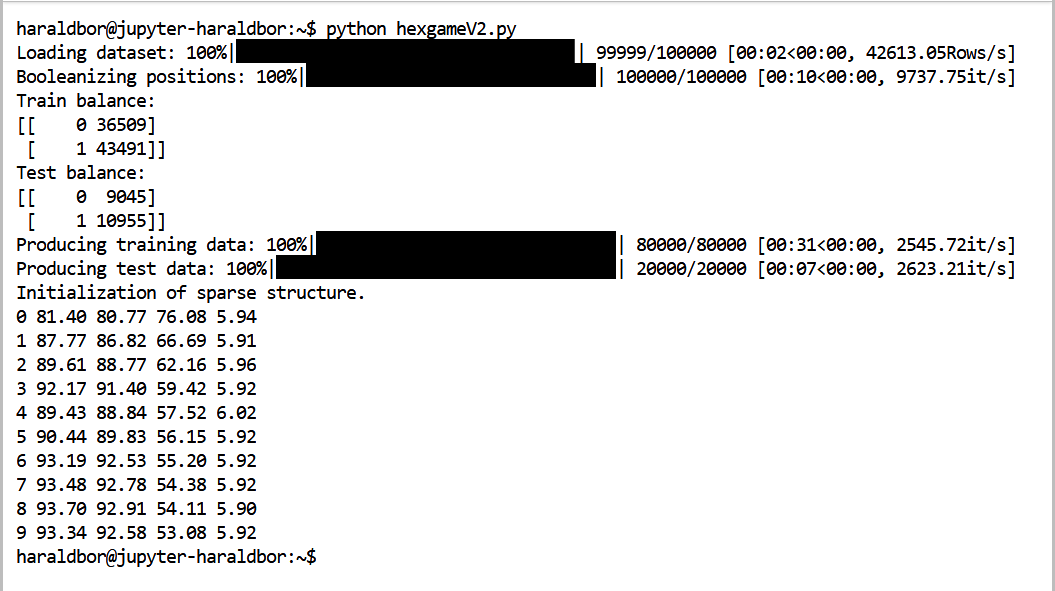 haraldbor@jupyter-haraldbor:~$ python hexgameV2.py
Loading dataset: 100%|██████████| 99999/100000 [00:02<00:00, 42613.05Rows/s]
Booleanizing positions: 100%|██████████| 100000/100000 [00:10<00:00, 9737.75it/s]
Train balance:
[[    0 36509]
 [    1 43491]]
Test balance:
[[    0  9045]
 [    1 10955]]
Producing training data: 100%|██████████| 80000/80000 [00:31<00:00, 2545.72it/s]
Producing test data: 100%|██████████| 20000/20000 [00:07<00:00, 2623.21it/s]
Initialization of sparse structure.
0 81.40 80.77 76.08 5.94
1 87.77 86.82 66.69 5.91
2 89.61 88.77 62.16 5.96
3 92.17 91.40 59.42 5.92
4 89.43 88.84 57.52 6.02
5 90.44 89.83 56.15 5.92
6 93.19 92.53 55.20 5.92
7 93.48 92.78 54.38 5.92
8 93.70 92.91 54.11 5.90
9 93.34 92.58 53.08 5.92
haraldbor@jupyter-haraldbor:~$